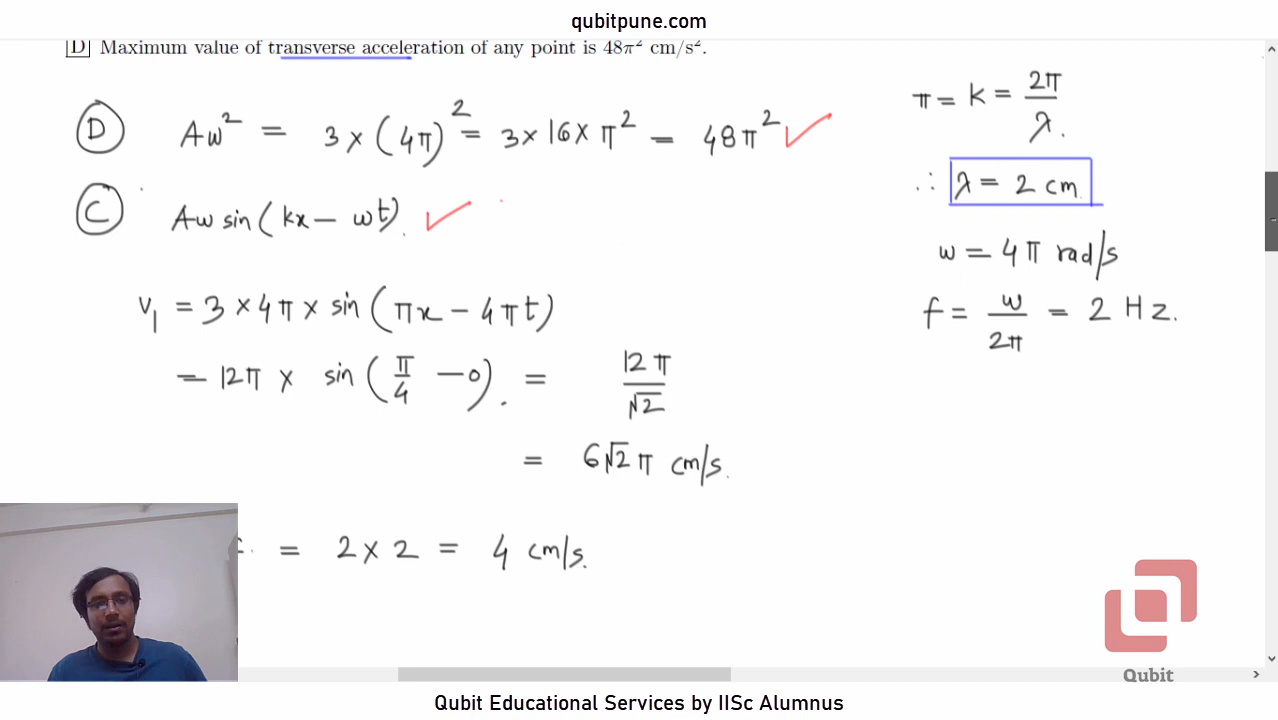 qubitpune.com
D Maximum value of transverse acceleration of any point is 48π² cm/s².
D Aω² = 3 × (4π)² = 3 × 16 × π² = 48π² ✓
π = k = 2π/λ.
∴ λ = 2 cm
C Aω sin (kx − ωt). ✓
ω = 4π rad/s
v₁ = 3 × 4π × sin (πx − 4πt)
f = ω/2π = 2 Hz.
= 12π × sin (π/4 − 0). = 12π/√2
= 6√2 π cm/s.
= 2 × 2 = 4 cm/s.
Qubit
Qubit Educational Services by IISc Alumnus